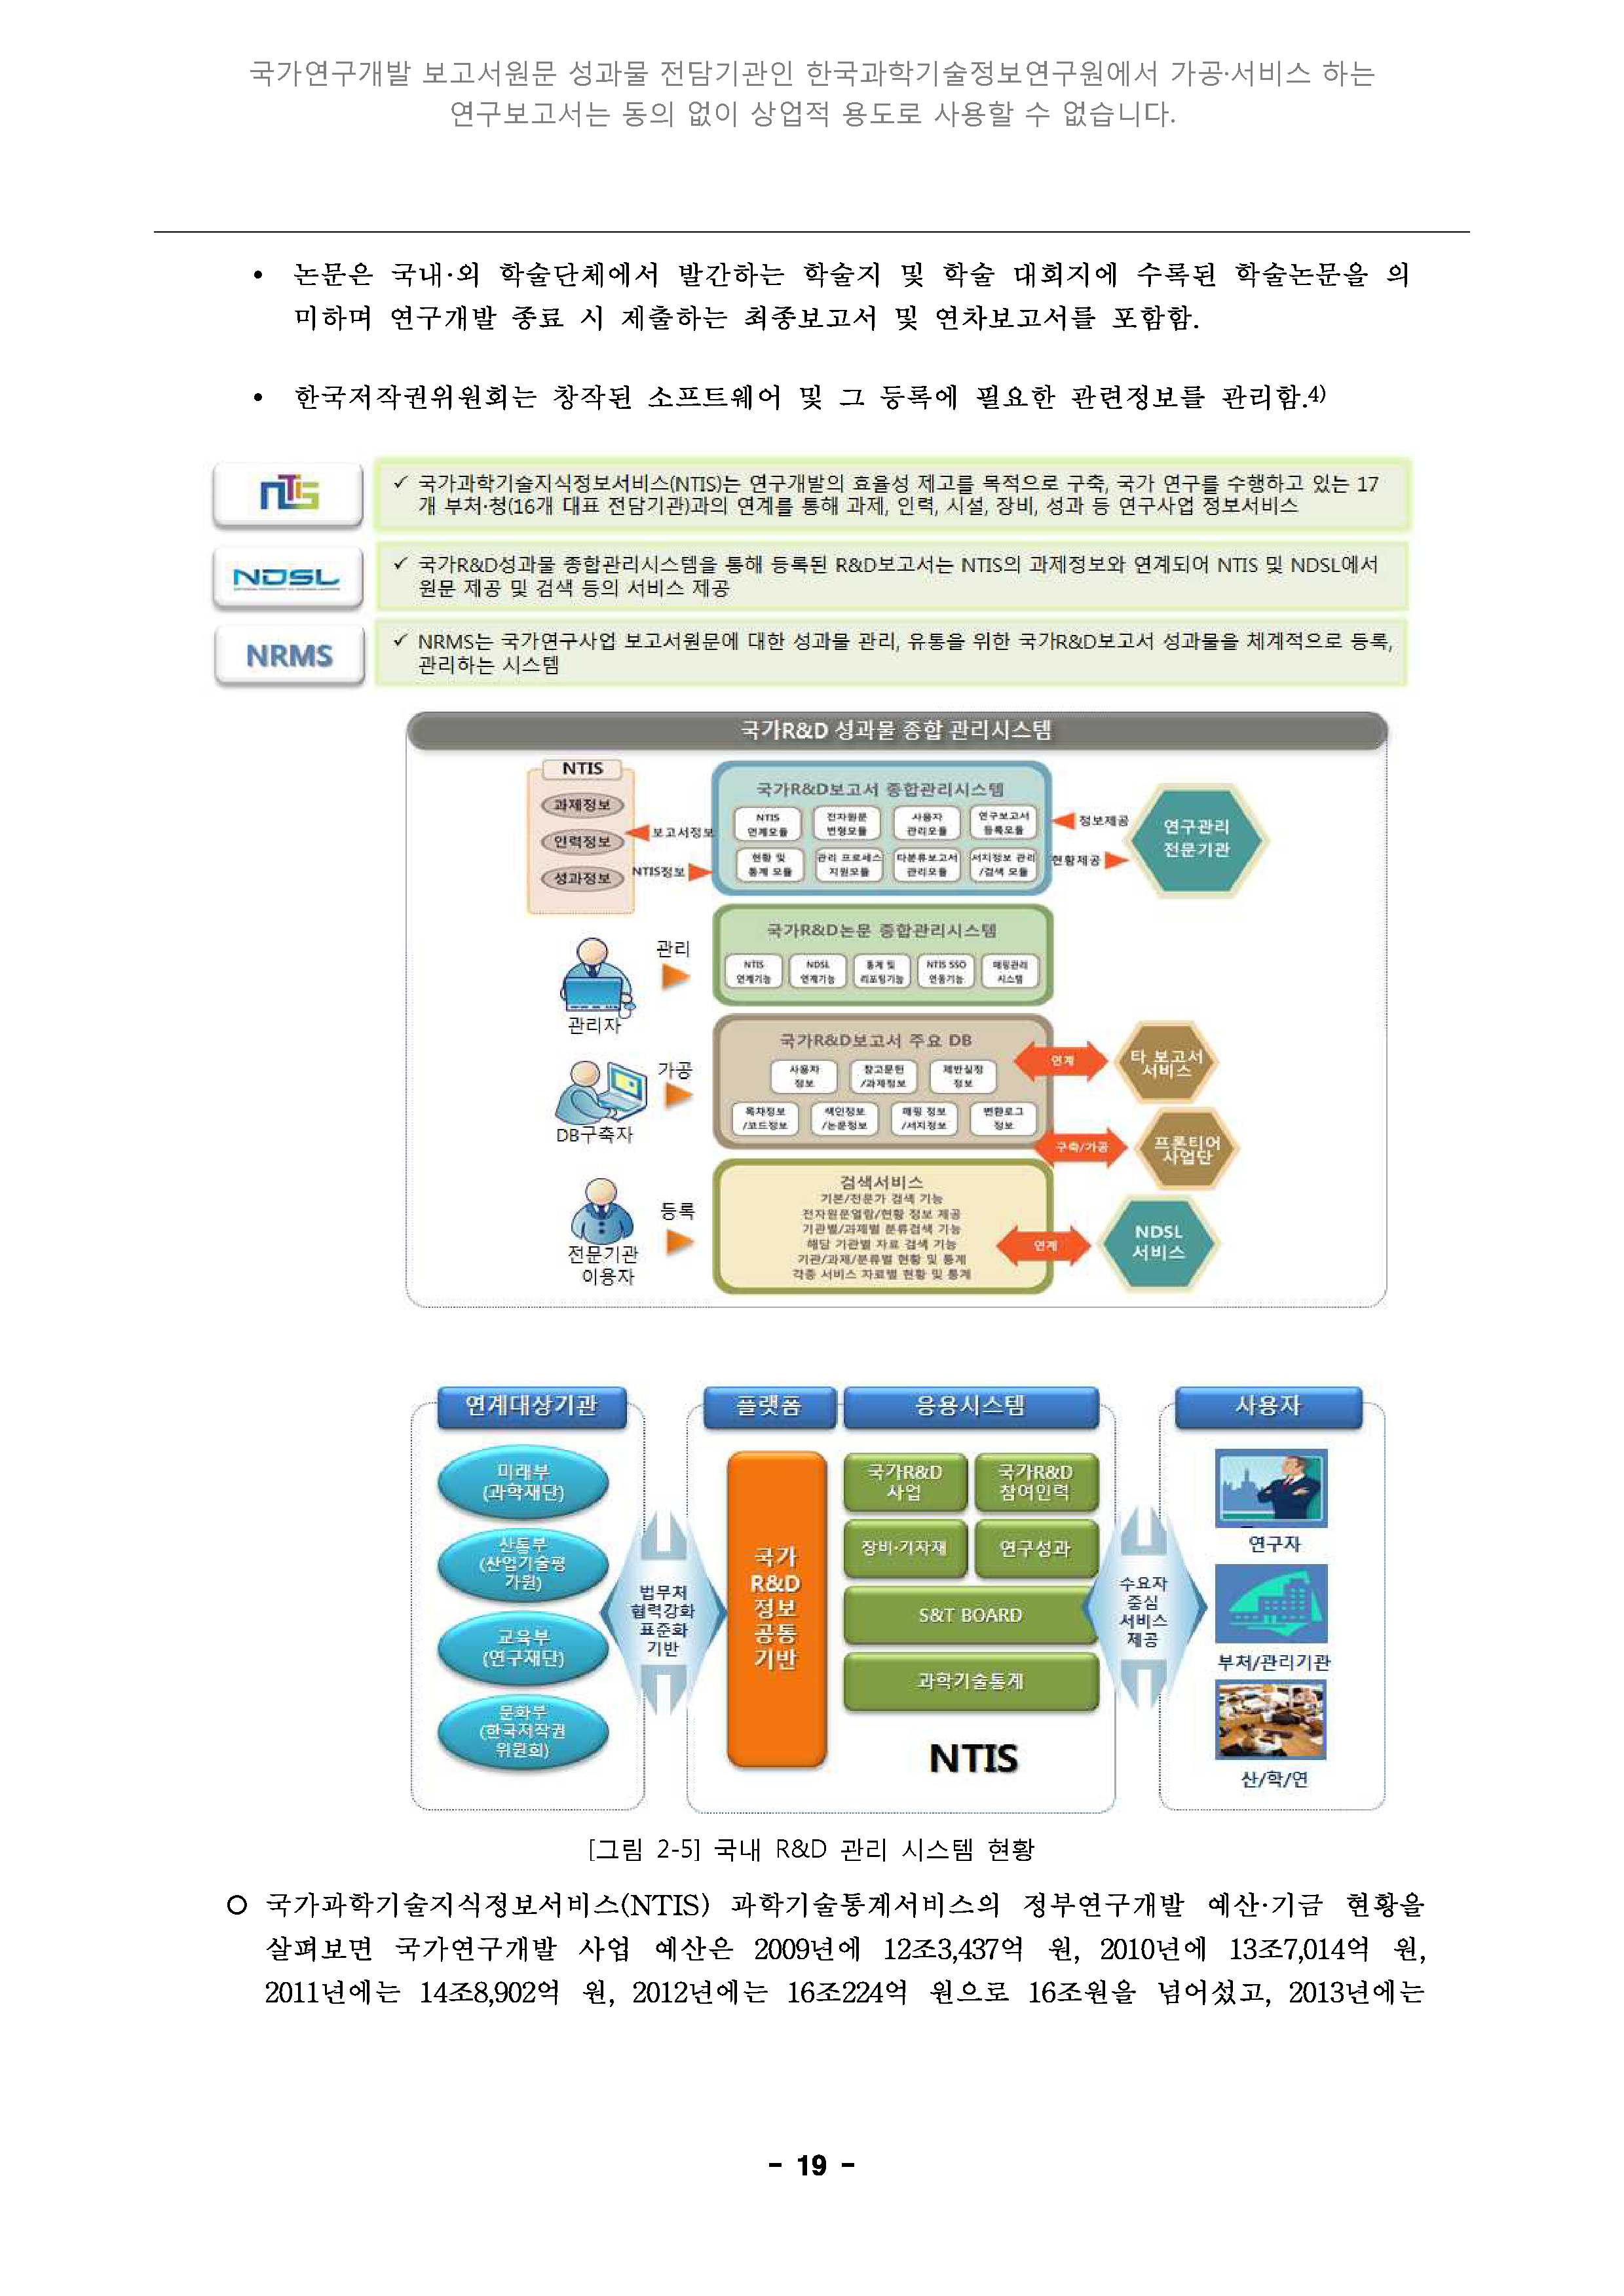 국가연구개발 보고서원문 성과물 전담기관인 한국과학기술정보연구원에서 가공·서비스 하는
연구보고서는 동의 없이 상업적 용도로 사용할 수 없습니다.
• 논문은 국내·외 학술단체에서 발간하는 학술지 및 학술 대회지에 수록된 학술논문을 의
미하며 연구개발 종료 시 제출하는 최종보고서 및 연차보고서를 포함함.
• 한국저작권위원회는 창작된 소프트웨어 및 그 등록에 필요한 관련정보를 관리함.4)
NTIS
✓ 국가과학기술지식정보서비스(NTIS)는 연구개발의 효율성 제고를 목적으로 구축, 국가 연구를 수행하고 있는 17
개 부처·청(16개 대표 전담기관)과의 연계를 통해 과제, 인력, 시설, 장비, 성과 등 연구사업 정보서비스
NDSL
✓ 국가R&D성과물 종합관리시스템을 통해 등록된 R&D보고서는 NTIS의 과제정보와 연계되어 NTIS 및 NDSL에서
원문 제공 및 검색 등의 서비스 제공
NRMS
✓ NRMS는 국가연구사업 보고서원문에 대한 성과물 관리, 유통을 위한 국가R&D보고서 성과물을 체계적으로 등록,
관리하는 시스템
국가R&D 성과물 종합 관리시스템
NTIS
과제정보
인력정보
성과정보
보고서정보
NTIS정보
국가R&D보고서 종합관리시스템
NTIS
연계모듈
전자원문
변형모듈
사용자
관리모듈
연구보고서
등록모듈
현황 및
통계 모듈
관리 프로세스
지원모듈
타분류보고서
관리모듈
서지정보 관리
/검색 모듈
정보제공
현황제공
연구관리
전문기관
관리
관리자
국가R&D논문 종합관리시스템
NTIS
연계기능
NDSL
연계기능
통계 및
리포팅기능
NTIS SSO
연동기능
매핑관리
시스템
가공
DB구축자
국가R&D보고서 주요 DB
사용자
정보
참고문헌
/과제정보
제반설정
정보
목차정보
/코드정보
색인정보
/논문정보
매핑 정보
/서지정보
변환로그
정보
연계
타 보고서
서비스
구축/가공
프론티어
사업단
등록
전문기관
이용자
검색서비스
기본/전문가 검색 기능
전자원문열람/현황 정보 제공
기관별/과제별 분류검색 기능
해당 기관별 자료 검색 기능
기관/과제/분류별 현황 및 통계
각종 서비스 자료별 현황 및 통계
연계
NDSL
서비스
연계대상기관
플랫폼
응용시스템
사용자
미래부
(과학재단)
산통부
(산업기술평
가원)
교육부
(연구재단)
문화부
(한국저작권
위원회)
범무처
협력강화
표준화
기반
국가
R&D
정보
공통
기반
국가R&D
사업
국가R&D
참여인력
장비·기자재
연구성과
S&T BOARD
과학기술통계
NTIS
수요자
중심
서비스
제공
연구자
부처/관리기관
산/학/연
[그림 2-5] 국내 R&D 관리 시스템 현황
○ 국가과학기술지식정보서비스(NTIS) 과학기술통계서비스의 정부연구개발 예산·기금 현황을
살펴보면 국가연구개발 사업 예산은 2009년에 12조3,437억 원, 2010년에 13조7,014억 원,
2011년에는 14조8,902억 원, 2012년에는 16조224억 원으로 16조원을 넘어섰고, 2013년에는
- 19 -